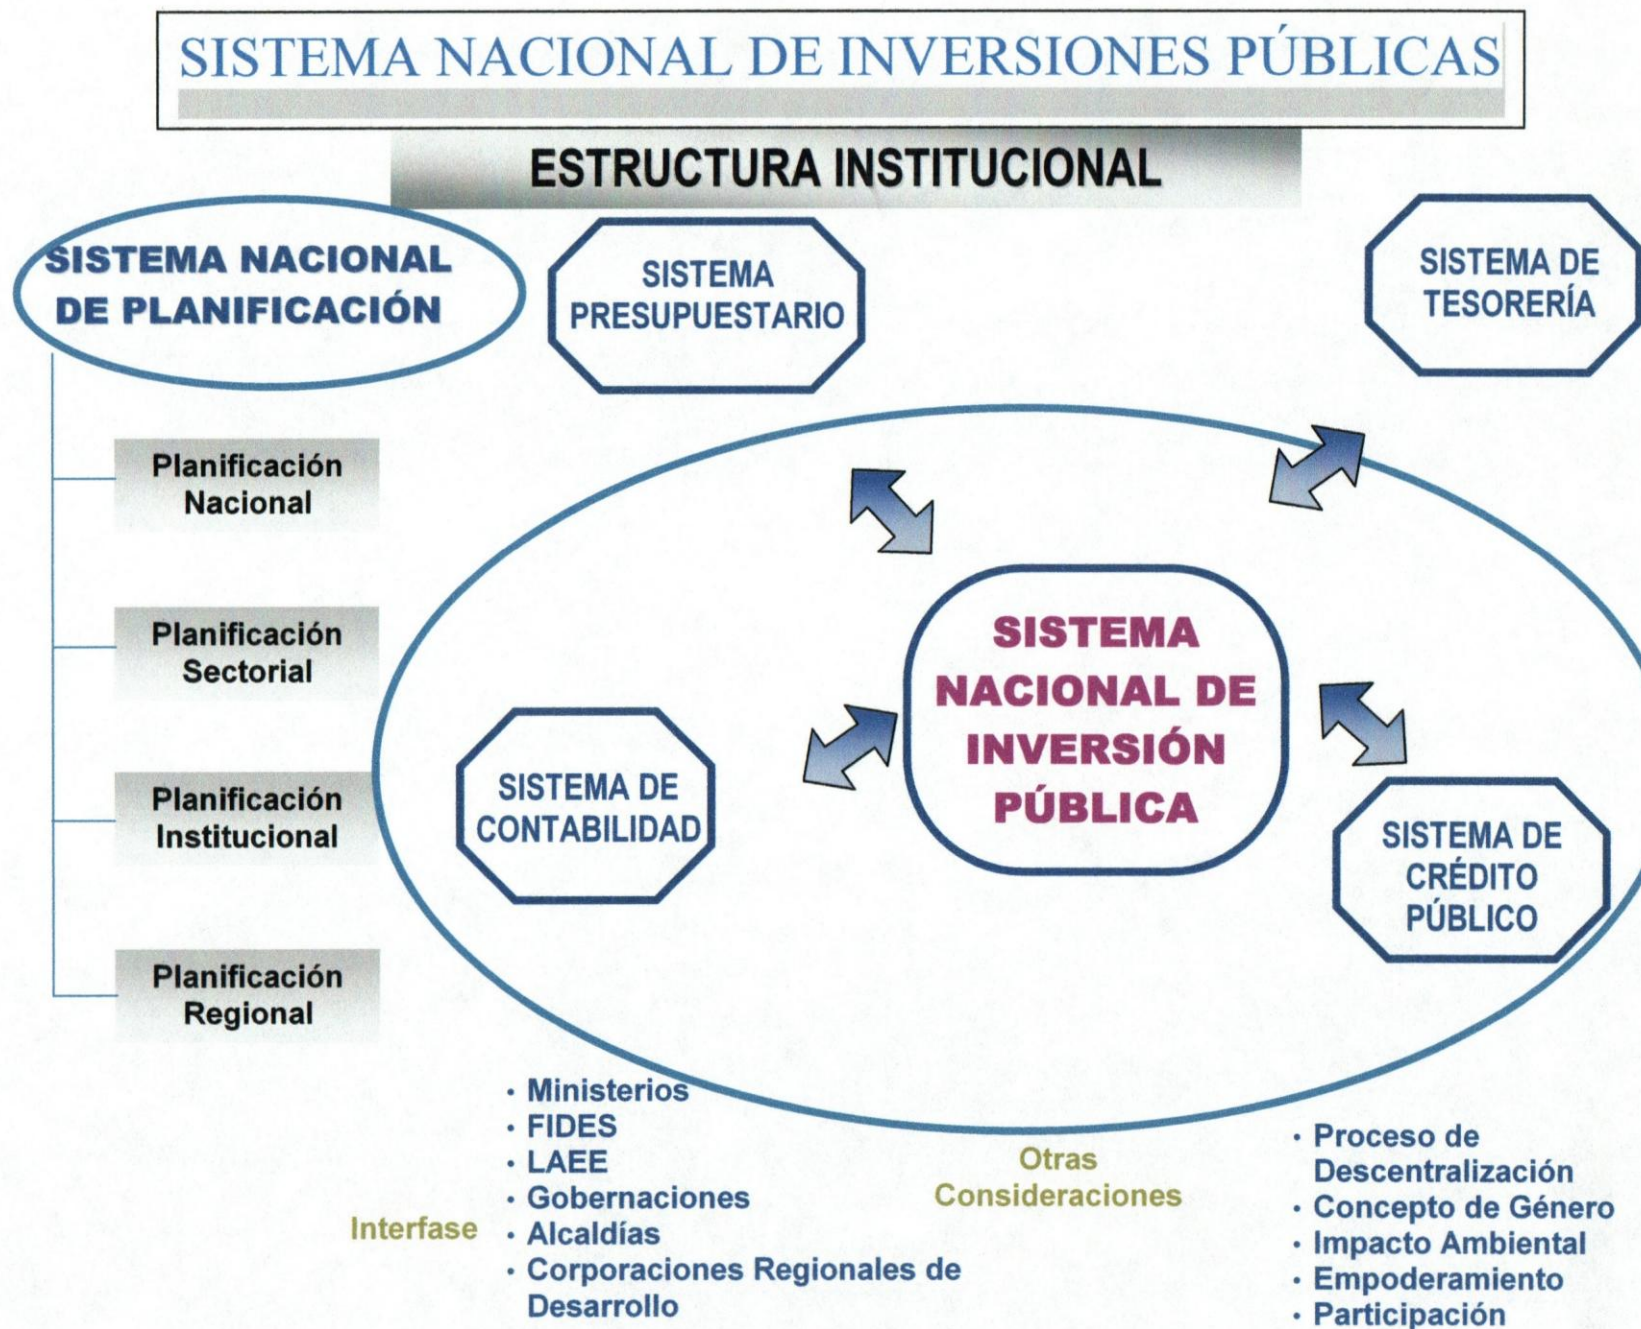 SISTEMA NACIONAL DE INVERSIONES PÚBLICAS
ESTRUCTURA INSTITUCIONAL
SISTEMA NACIONAL
DE PLANIFICACIÓN
SISTEMA
PRESUPUESTARIO
SISTEMA DE
TESORERÍA
Planificación
Nacional
Planificación
Sectorial
Planificación
Institucional
Planificación
Regional
SISTEMA
NACIONAL DE
INVERSIÓN
PÚBLICA
SISTEMA DE
CONTABILIDAD
SISTEMA DE
CRÉDITO
PÚBLICO
Interfase
· Ministerios
· FIDES
· LAEE
· Gobernaciones
· Alcaldías
· Corporaciones Regionales de
Desarrollo
Otras
Consideraciones
· Proceso de
Descentralización
· Concepto de Género
· Impacto Ambiental
· Empoderamiento
· Participación